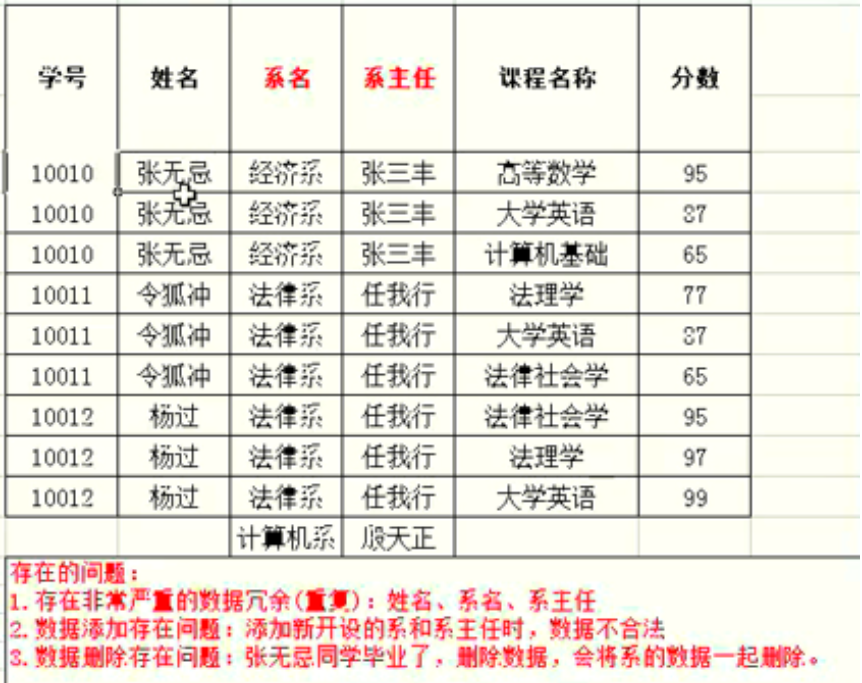 学号 姓名 系名 系主任 课程名称 分数
10010 张无忌 经济系 张三丰 高等数学 95
10010 张无忌 经济系 张三丰 大学英语 87
10010 张无忌 经济系 张三丰 计算机基础 65
10011 令狐冲 法律系 任我行 法理学 77
10011 令狐冲 法律系 任我行 大学英语 87
10011 令狐冲 法律系 任我行 法律社会学 65
10012 杨过 法律系 任我行 法律社会学 95
10012 杨过 法律系 任我行 法理学 97
10012 杨过 法律系 任我行 大学英语 99
计算机系 殷天正
存在的问题：
1.存在非常严重的数据冗余(重复)：姓名、系名、系主任
2.数据添加存在问题：添加新开设的系和系主任时，数据不合法
3.数据删除存在问题：张无忌同学毕业了，删除数据，会将系的数据一起删除。